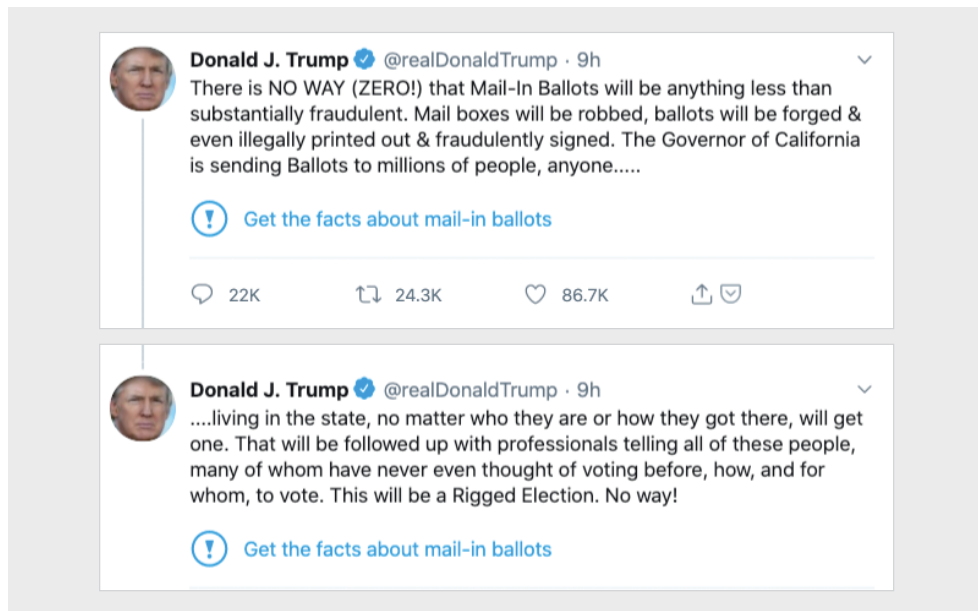 Donald J. Trump @realDonaldTrump · 9h
There is NO WAY (ZERO!) that Mail-In Ballots will be anything less than
substantially fraudulent. Mail boxes will be robbed, ballots will be forged &
even illegally printed out & fraudulently signed. The Governor of California
is sending Ballots to millions of people, anyone.....
Get the facts about mail-in ballots
22K 24.3K 86.7K
Donald J. Trump @realDonaldTrump · 9h
....living in the state, no matter who they are or how they got there, will get
one. That will be followed up with professionals telling all of these people,
many of whom have never even thought of voting before, how, and for
whom, to vote. This will be a Rigged Election. No way!
Get the facts about mail-in ballots